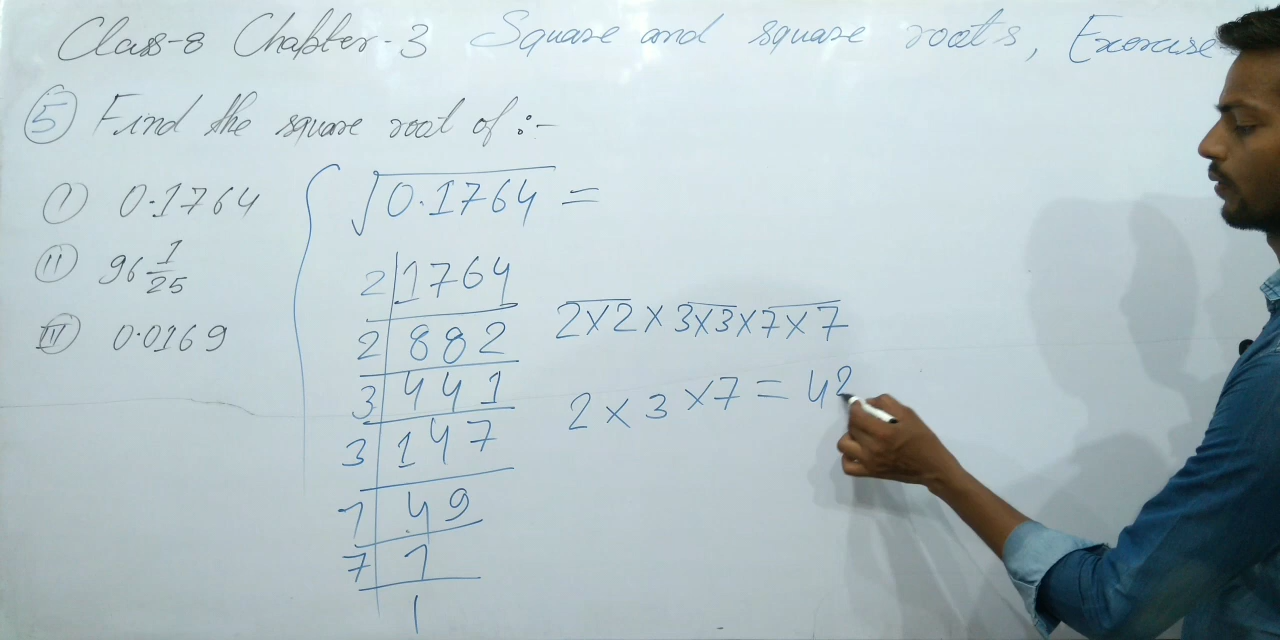 Class-8 Chapter-3 Square and square roots, Exercise
⑤ Find the square root of :-
(I) 0.1764
(II) 96 1/25
(III) 0.0169
√0.1764 =
2 | 1764
2 | 882
3 | 441
3 | 147
7 | 49
7 | 7
1
2×2×3×3×7×7
2×3×7=42